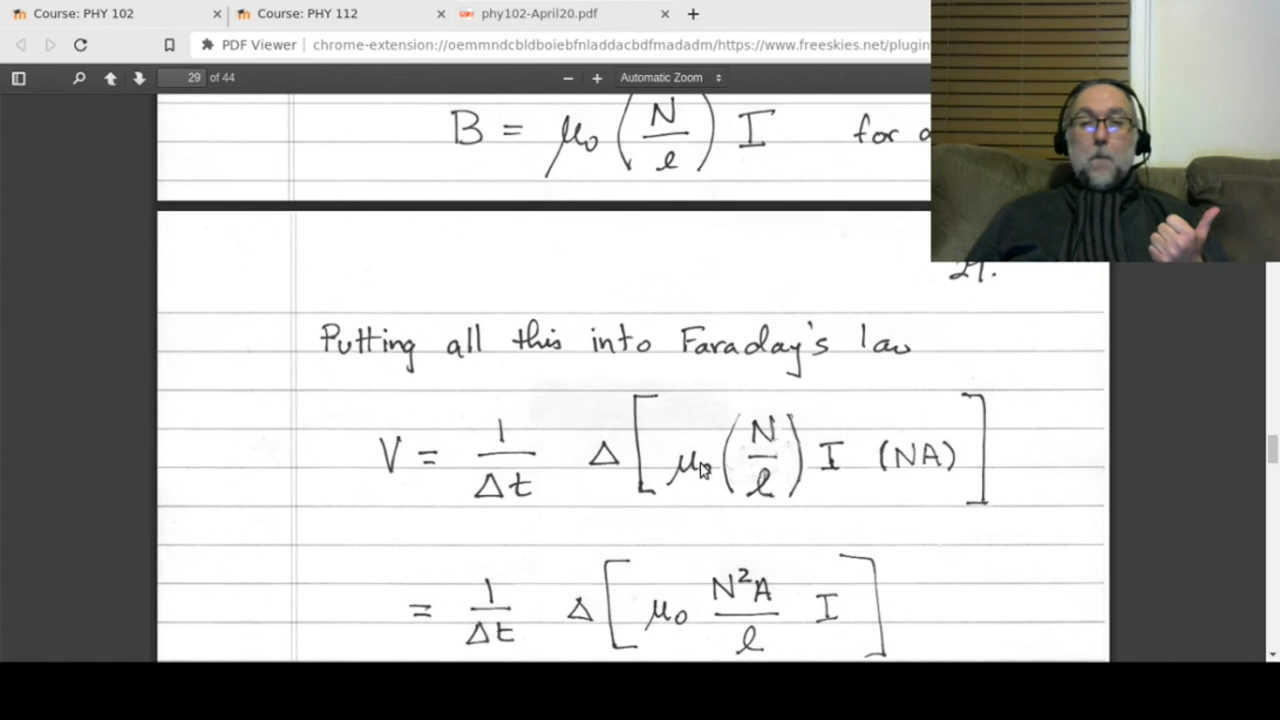 Course: PHY 102
Course: PHY 112
phy102-April20.pdf
PDF Viewer chrome-extension://oemmndcbldboiebfnladdacbdfmadadm/https://www.freeskies.net/plugin
29 of 44
Automatic Zoom
B = μ₀ (N/ℓ) I for a
29.
Putting all this into Faraday's law
V = 1/Δt Δ[μ₀ (N/ℓ) I (NA)]
= 1/Δt Δ[μ₀ N²A/ℓ I]